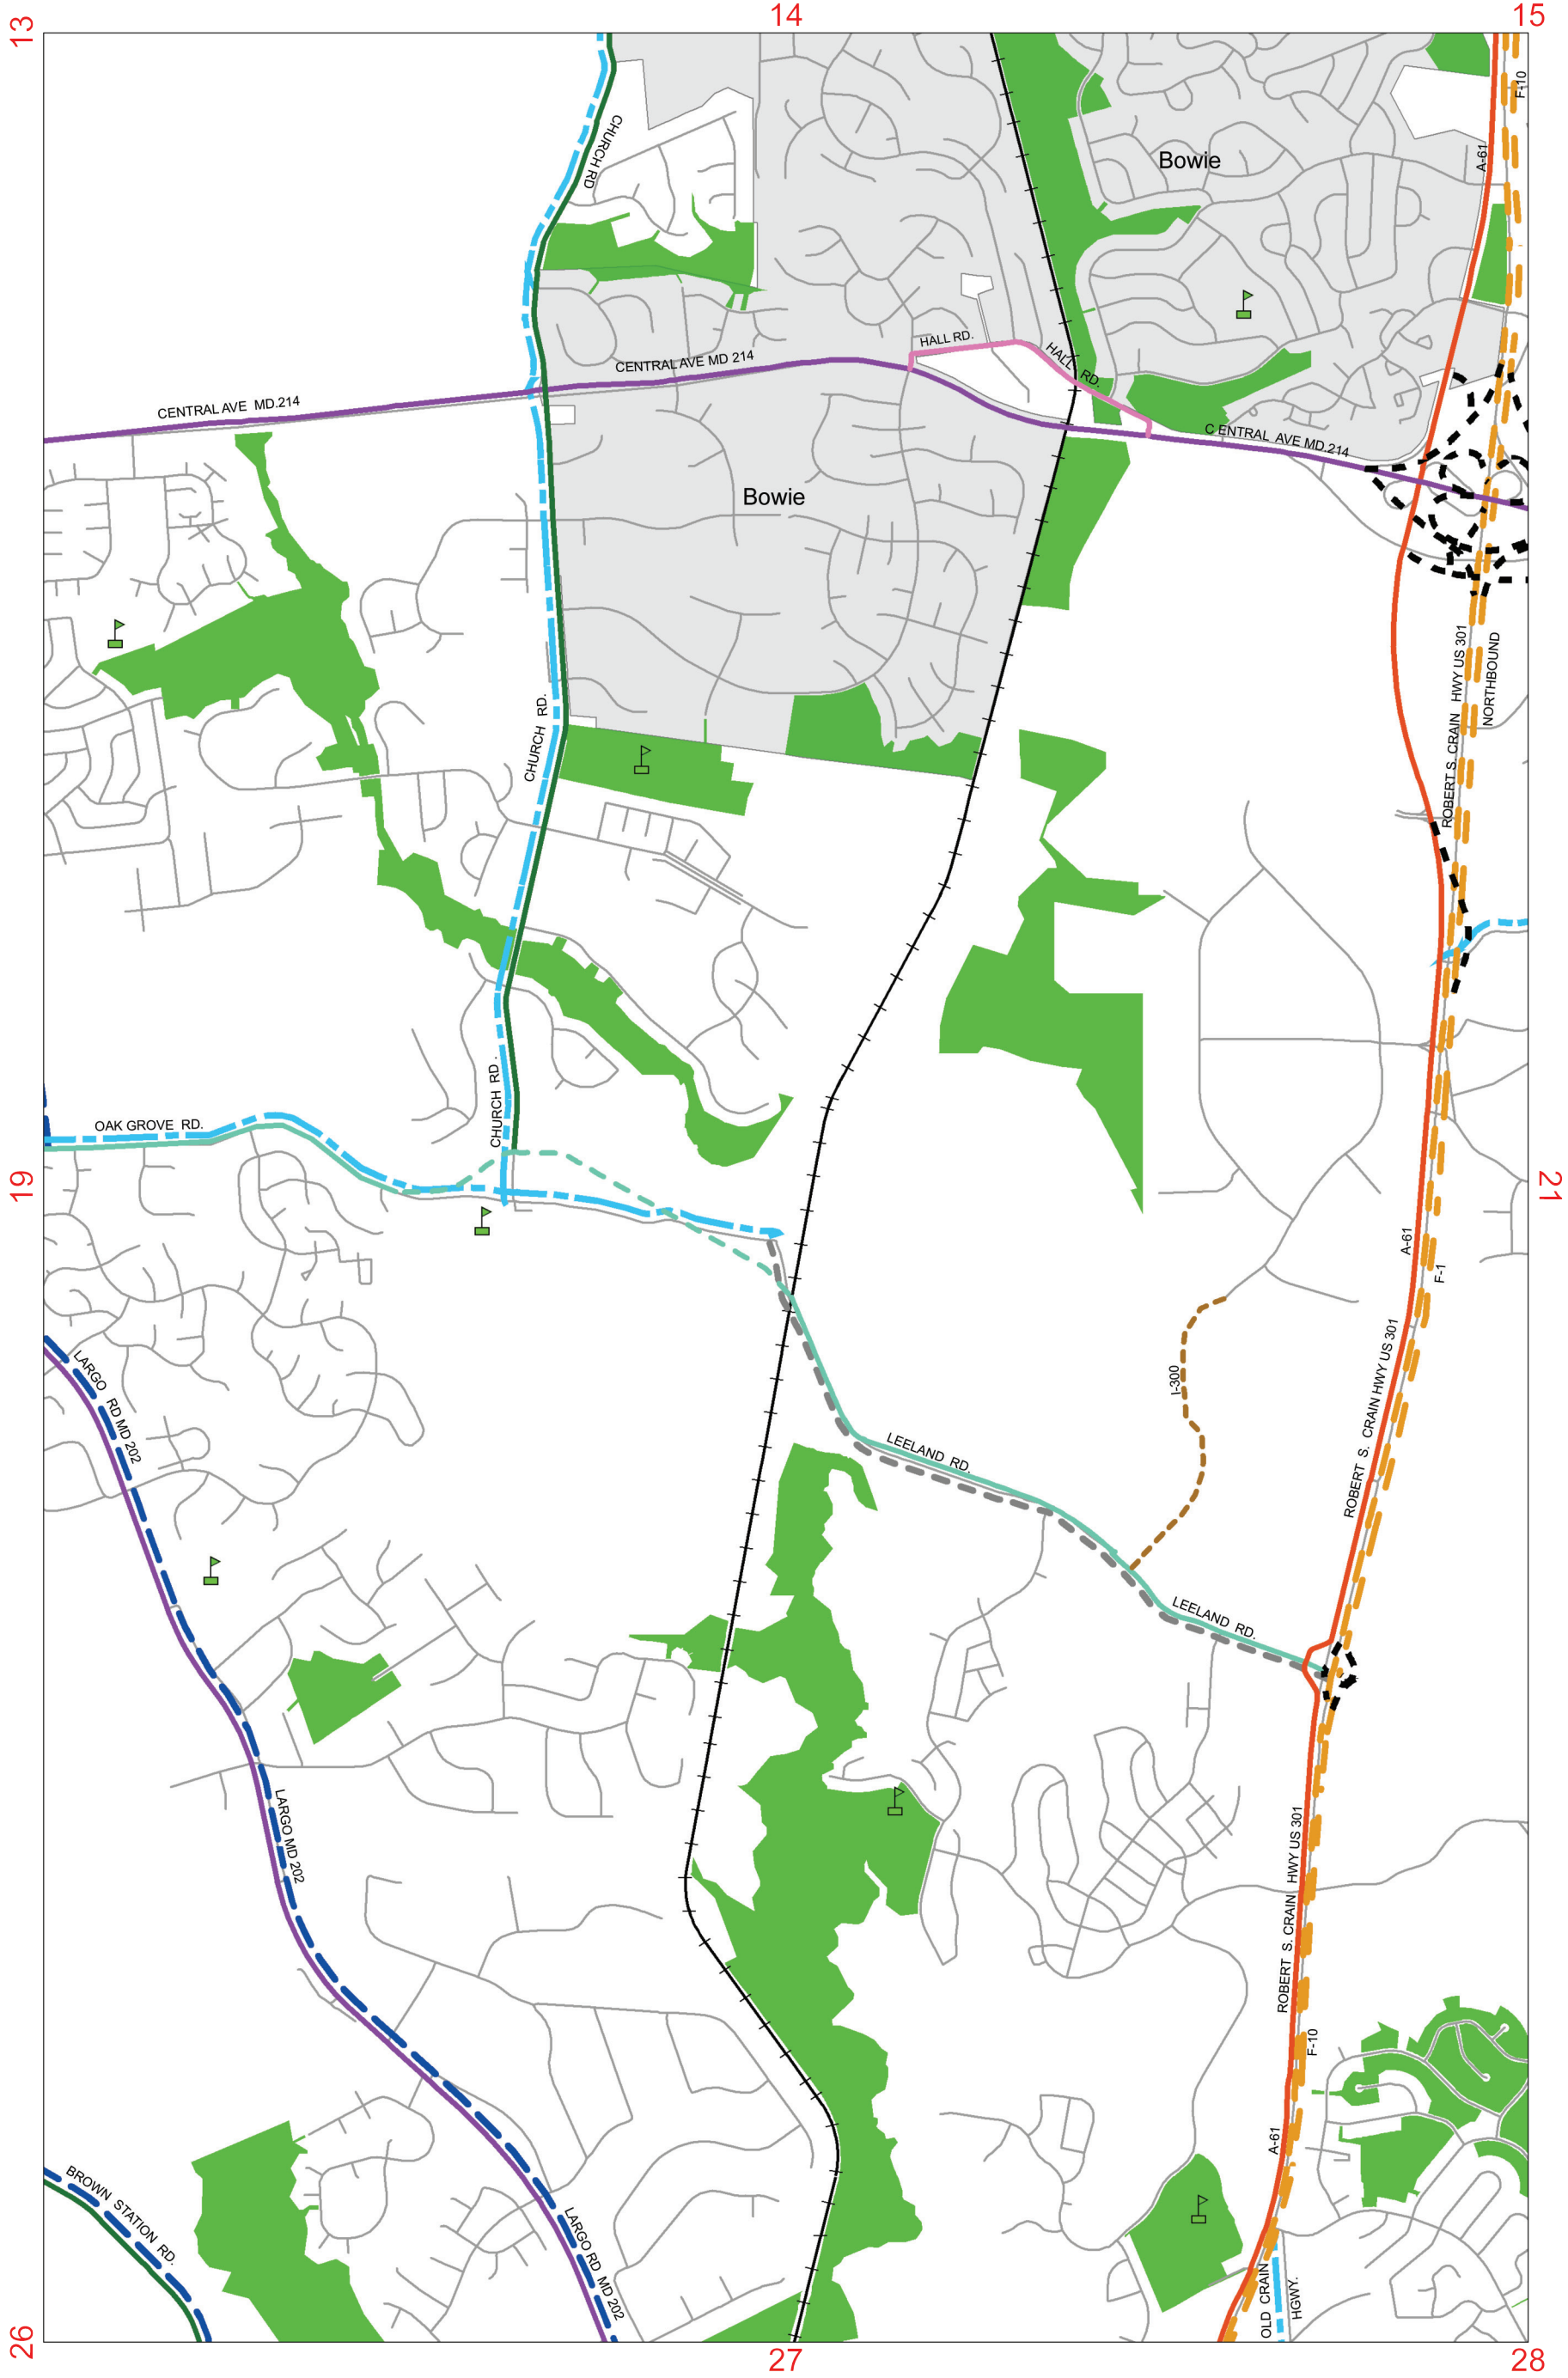 13
14
15
F-10
CHURCH RD
Bowie
A-61
HALL RD.
HALL RD.
CENTRAL AVE MD 214
CENTRAL AVE MD.214
C ENTRAL AVE MD.214
Bowie
ROBERT S. CRAIN HWY US 301
NORTHBOUND
CHURCH RD.
CHURCH RD.
OAK GROVE RD.
19
21
A-61
F-1
LARGO RD MD 202
I-300
ROBERT S. CRAIN HWY US 301
LEELAND RD.
LEELAND RD.
LARGO MD 202
ROBERT S. CRAIN HWY US 301
F-10
A-61
BROWN STATION RD.
LARGO RD MD 202
OLD CRAIN
HGWY.
26
27
28